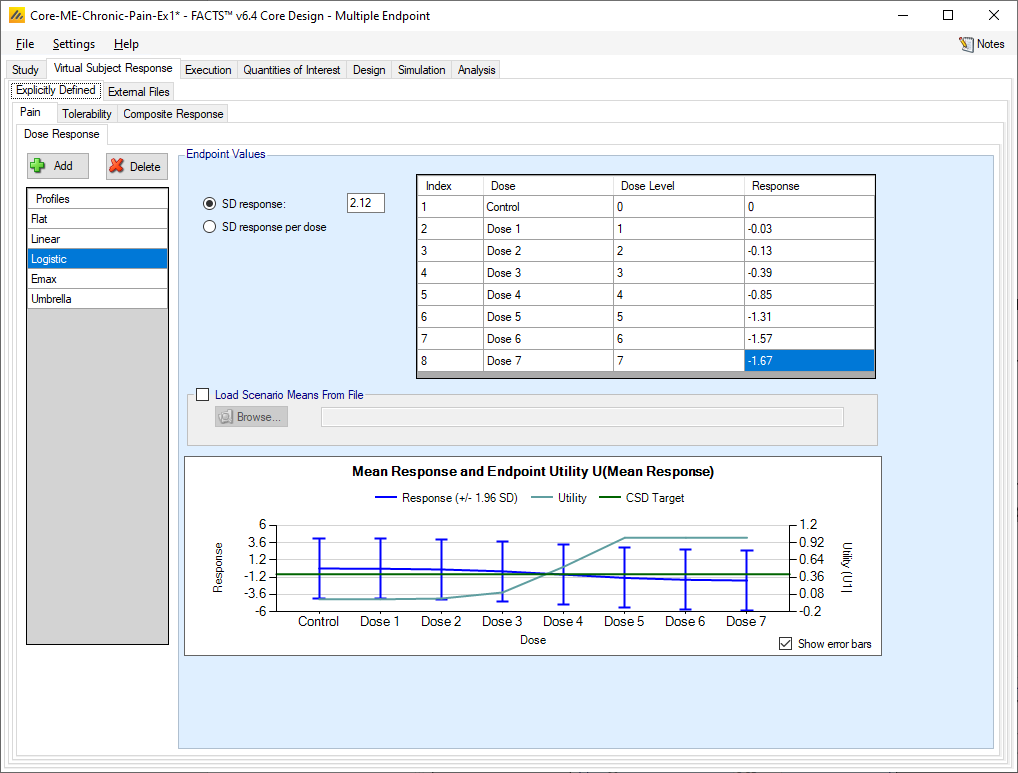 Core-ME-Chronic-Pain-Ex1* - FACTS™ v6.4 Core Design - Multiple Endpoint
File Settings Help Notes
Study Virtual Subject Response Execution Quantities of Interest Design Simulation Analysis
Explicitly Defined External Files
Pain Tolerability Composite Response
Dose Response
Add Delete
Profiles
Flat
Linear
Logistic
Emax
Umbrella
Endpoint Values
SD response: 2.12
SD response per dose
Index Dose Dose Level Response
1 Control 0 0
2 Dose 1 1 -0.03
3 Dose 2 2 -0.13
4 Dose 3 3 -0.39
5 Dose 4 4 -0.85
6 Dose 5 5 -1.31
7 Dose 6 6 -1.57
8 Dose 7 7 -1.67
Load Scenario Means From File
Browse...
Mean Response and Endpoint Utility U(Mean Response)
Response (+/- 1.96 SD) Utility CSD Target
6 1.2
3.6 0.92
1.2 0.64
-1.2 0.36
-3.6 0.08
-6 -0.2
Response
Utility (U1)
Control Dose 1 Dose 2 Dose 3 Dose 4 Dose 5 Dose 6 Dose 7
Dose
Show error bars